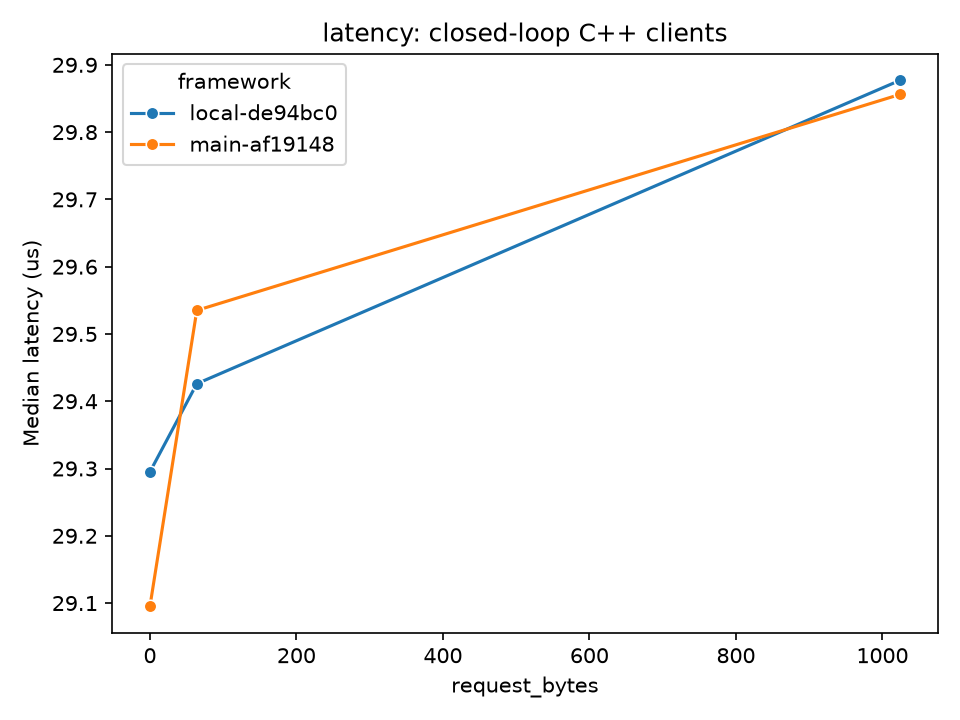 latency: closed-loop C++ clients
framework
local-de94bc0
main-af19148
Median latency (us)
29.9
29.8
29.7
29.6
29.5
29.4
29.3
29.2
29.1
0 200 400 600 800 1000
request_bytes